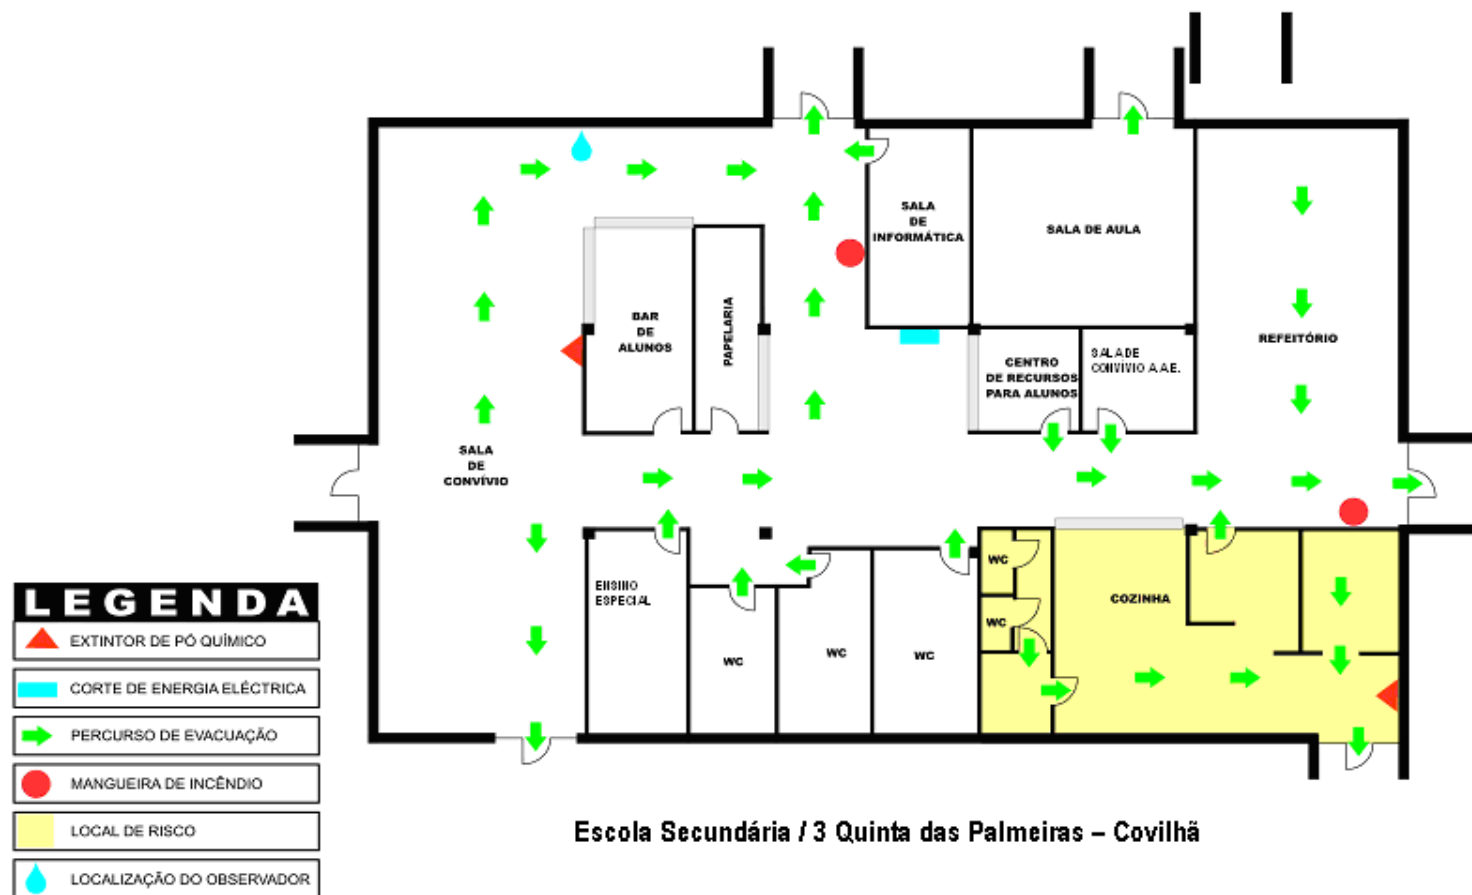 SALA
DE
INFORMÁTICA
SALA DE AULA
BAR
DE
ALUNOS
PAPELARIA
CENTRO
DE RECURSOS
PARA ALUNOS
SALA DE
CONVÍVIO A.A.E.
REFEITÓRIO
SALA
DE
CONVÍVIO
ENSINO
ESPECIAL
WC
WC
WC
WC
WC
COZINHA
LEGENDA
EXTINTOR DE PÓ QUÍMICO
CORTE DE ENERGIA ELÉCTRICA
PERCURSO DE EVACUAÇÃO
MANGUEIRA DE INCÊNDIO
LOCAL DE RISCO
LOCALIZAÇÃO DO OBSERVADOR
Escola Secundária / 3 Quinta das Palmeiras – Covilhã